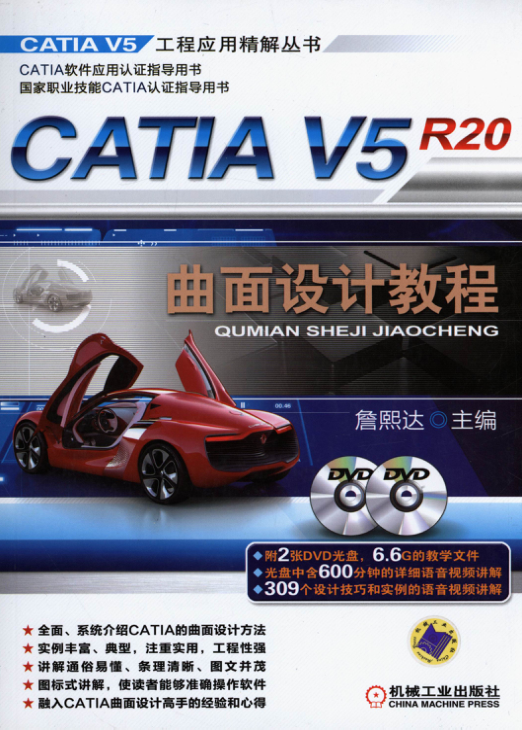 CATIA V5 工程应用精解丛书
CATIA软件应用认证指导用书
国家职业技能CATIA认证指导用书
CATIA V5 R20
曲面设计教程
QUMIAN SHEJI JIAOCHENG
詹熙达◎主编
DVD DVD
◆附2张DVD光盘，6.6G的教学文件
◆光盘中含600分钟的详细语音视频讲解
◆309个设计技巧和实例的语音视频讲解
★全面、系统介绍CATIA的曲面设计方法
★实例丰富、典型，注重实用，工程性强
★讲解通俗易懂、条理清晰、图文并茂
★图标式讲解，使读者能够准确操作软件
★融入CATIA曲面设计高手的经验和心得
机械工业出版社
CHINA MACHINE PRESS